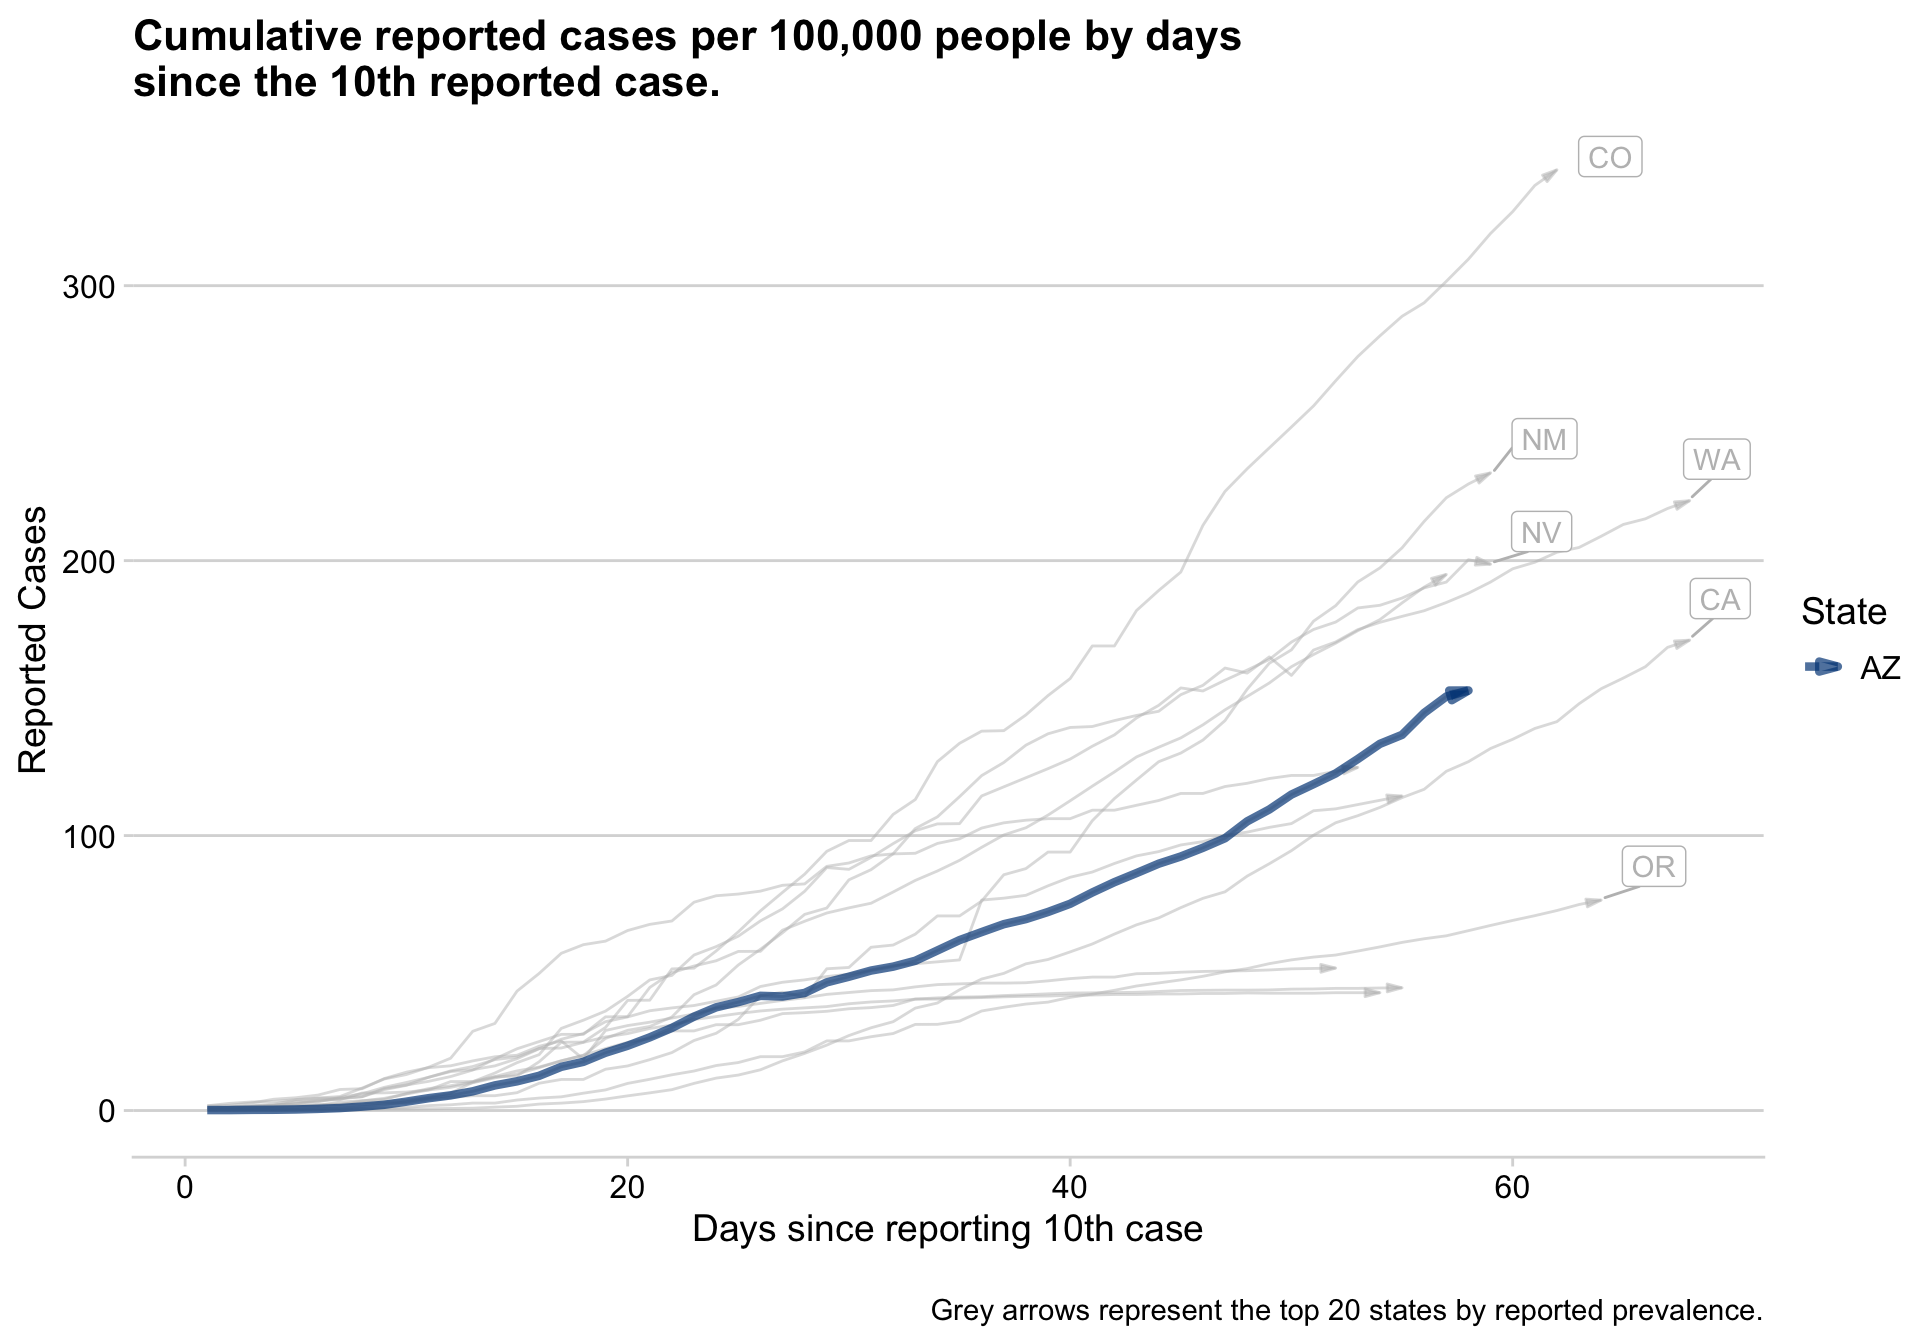 Cumulative reported cases per 100,000 people by days
since the 10th reported case.
CO
300
NM
WA
NV
200
CA
Reported Cases
State
AZ
100
OR
0
0
20
40
60
Days since reporting 10th case
Grey arrows represent the top 20 states by reported prevalence.